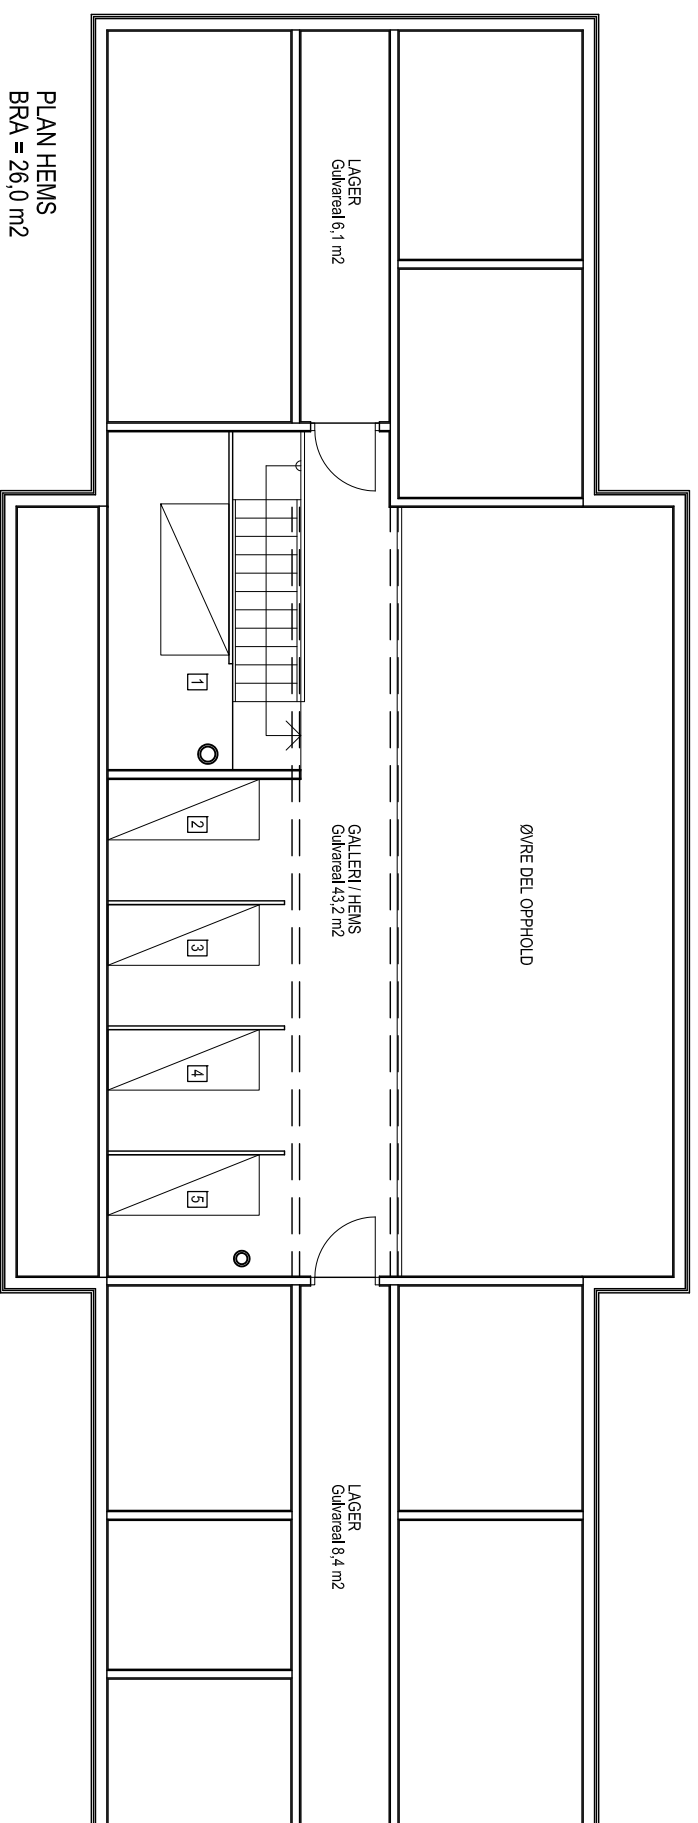 PLAN HEMS
BRA = 26,0 m2
LAGER
Gulvareal 6,1 m2
1
2
3
4
5
GALLERI / HEMS
Gulvareal 43,2 m2
ØVRE DEL OPPHOLD
LAGER
Gulvareal 8,4 m2